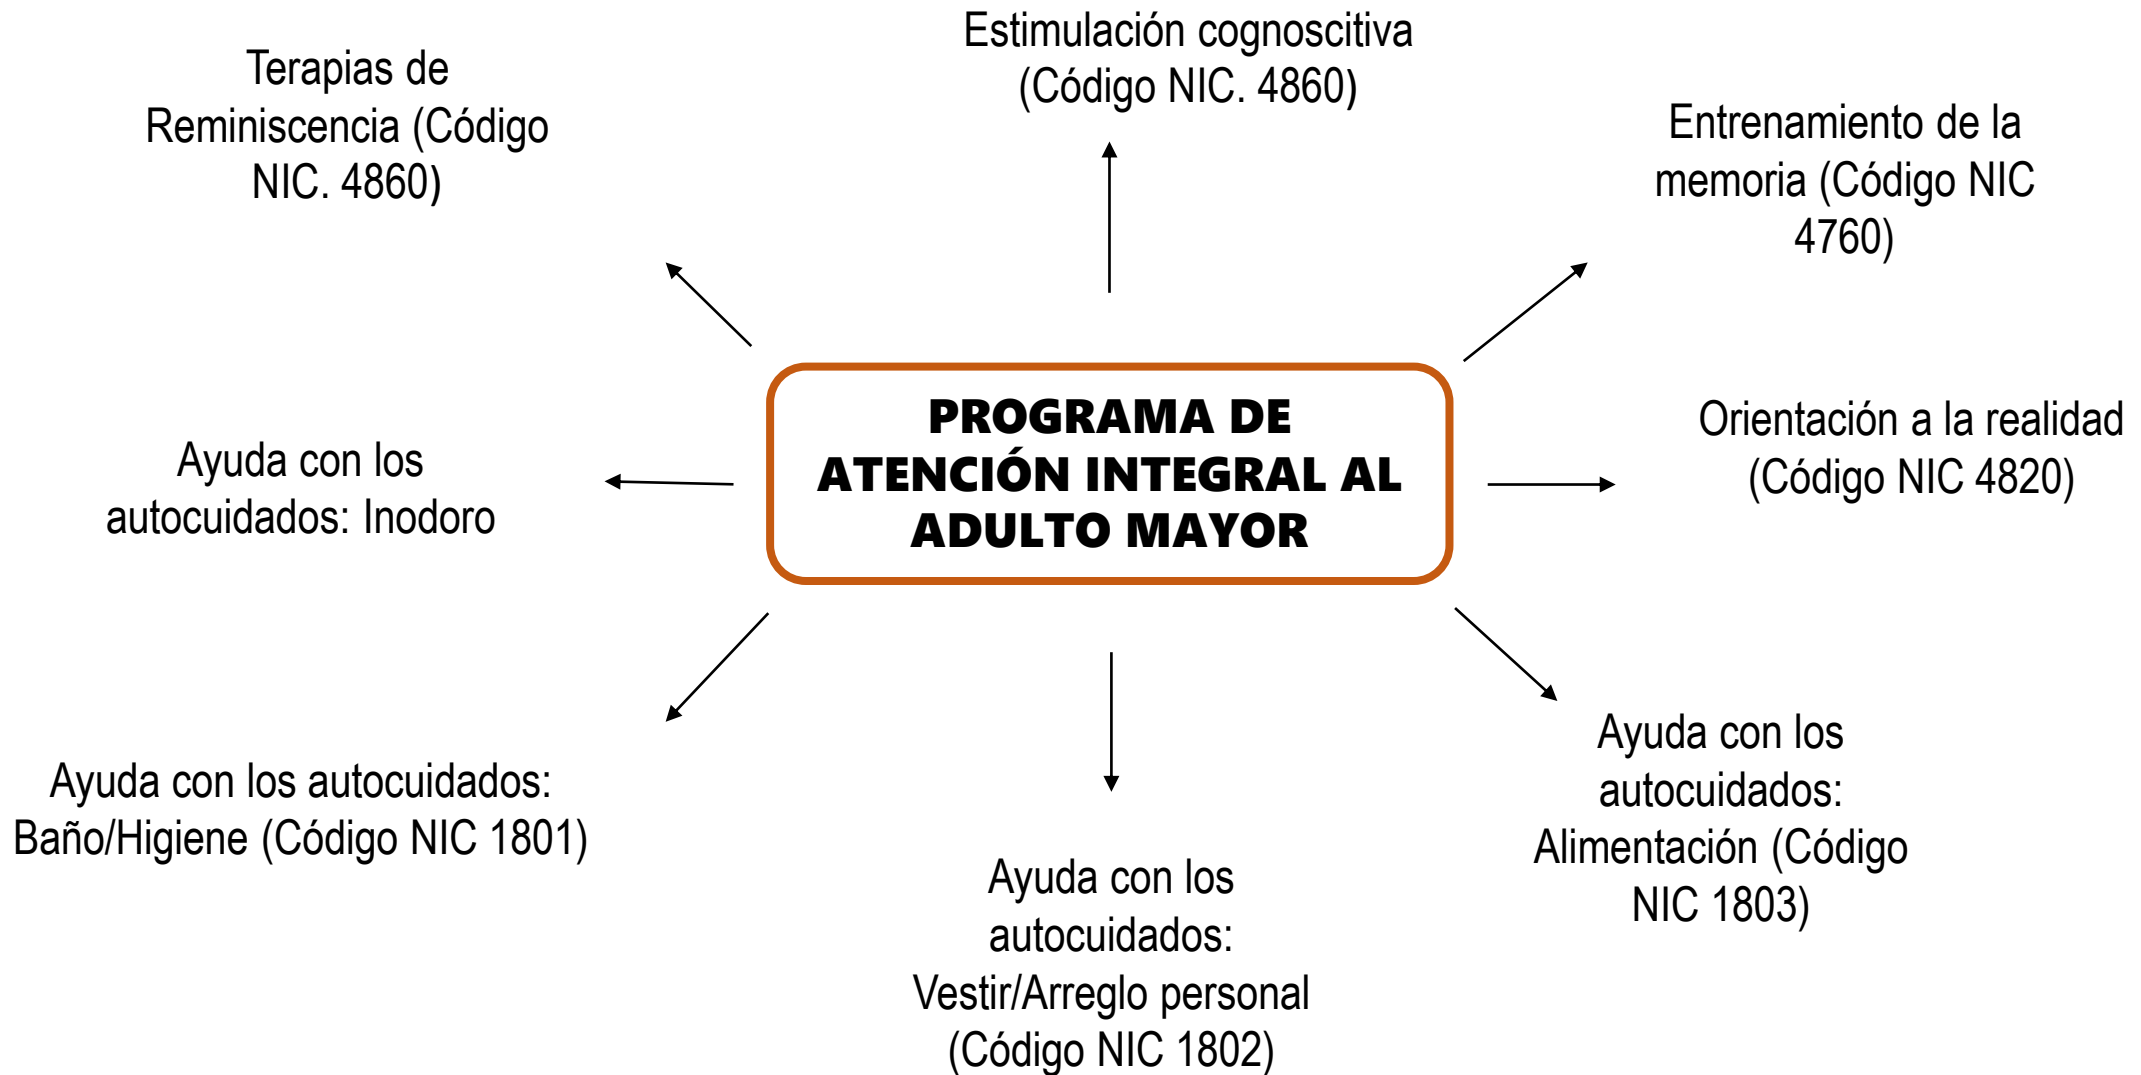 Estimulación cognoscitiva
(Código NIC. 4860)
Terapias de
Reminiscencia (Código
NIC. 4860)
Entrenamiento de la
memoria (Código NIC
4760)
PROGRAMA DE
ATENCIÓN INTEGRAL AL
ADULTO MAYOR
Orientación a la realidad
(Código NIC 4820)
Ayuda con los
autocuidados: Inodoro
Ayuda con los autocuidados:
Baño/Higiene (Código NIC 1801)
Ayuda con los
autocuidados:
Alimentación (Código
NIC 1803)
Ayuda con los
autocuidados:
Vestir/Arreglo personal
(Código NIC 1802)